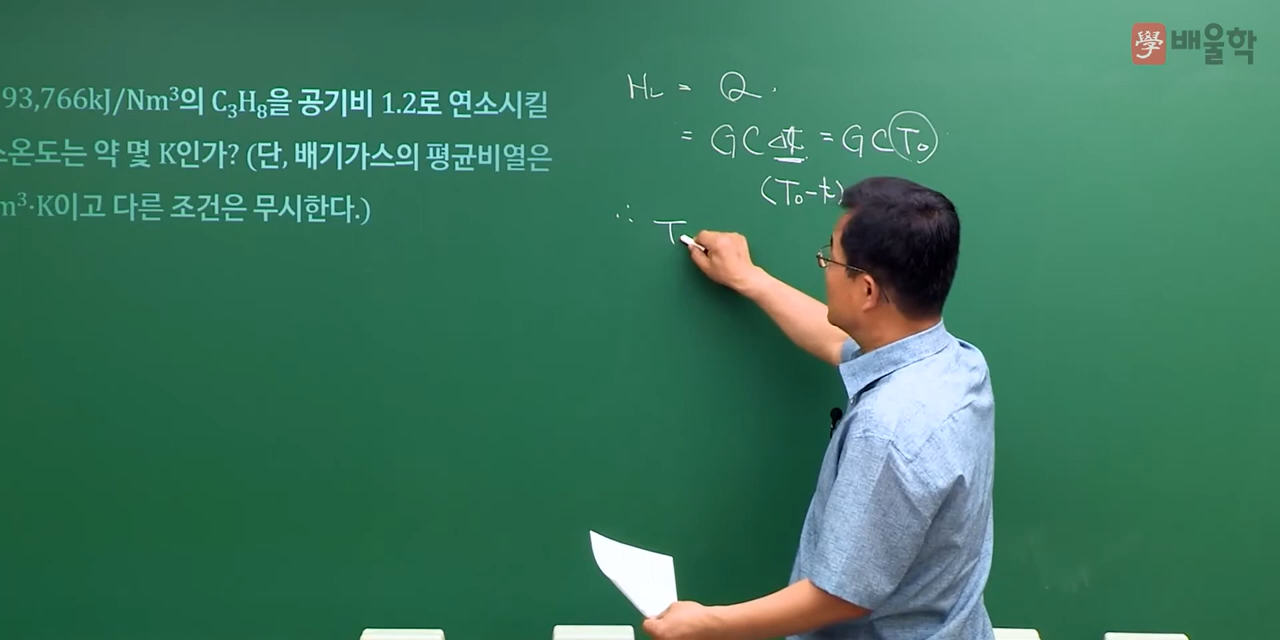 93,766kJ/Nm³의 C₃H₈을 공기비 1.2로 연소시킬
온도는 약 몇 K인가? (단, 배기가스의 평균비열은
m³·K이고 다른 조건은 무시한다.)
H_L = Q.
= GCΔt = GC(T₀)
(T₀-t)
∴ T₀
學 배울학